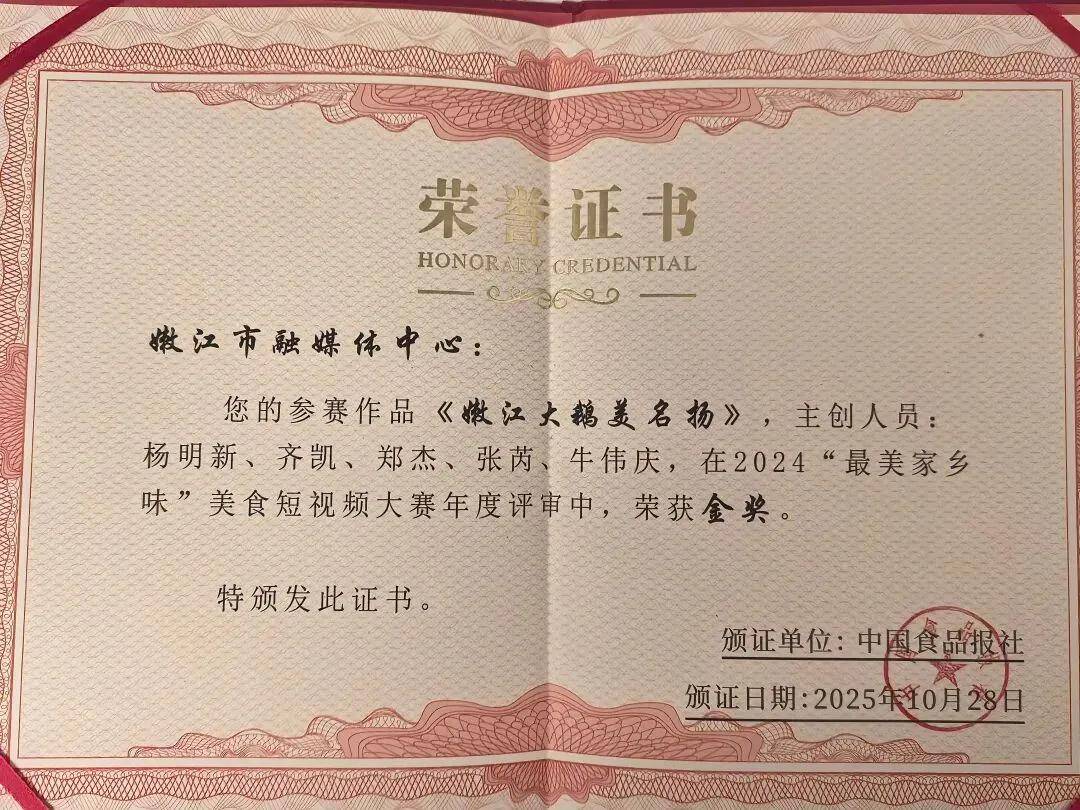 荣誉证书
HONORARY CREDENTIAL
嫩江市融媒体中心：
您的参赛作品《嫩江大鹅美名扬》，主创人员：
杨明新、齐凯、郑杰、张芮、牛伟庆，在2024“最美家乡
味”美食短视频大赛年度评审中，荣获金奖。
特颁发此证书。
颁证单位：中国食品报社
颁证日期：2025年10月28日